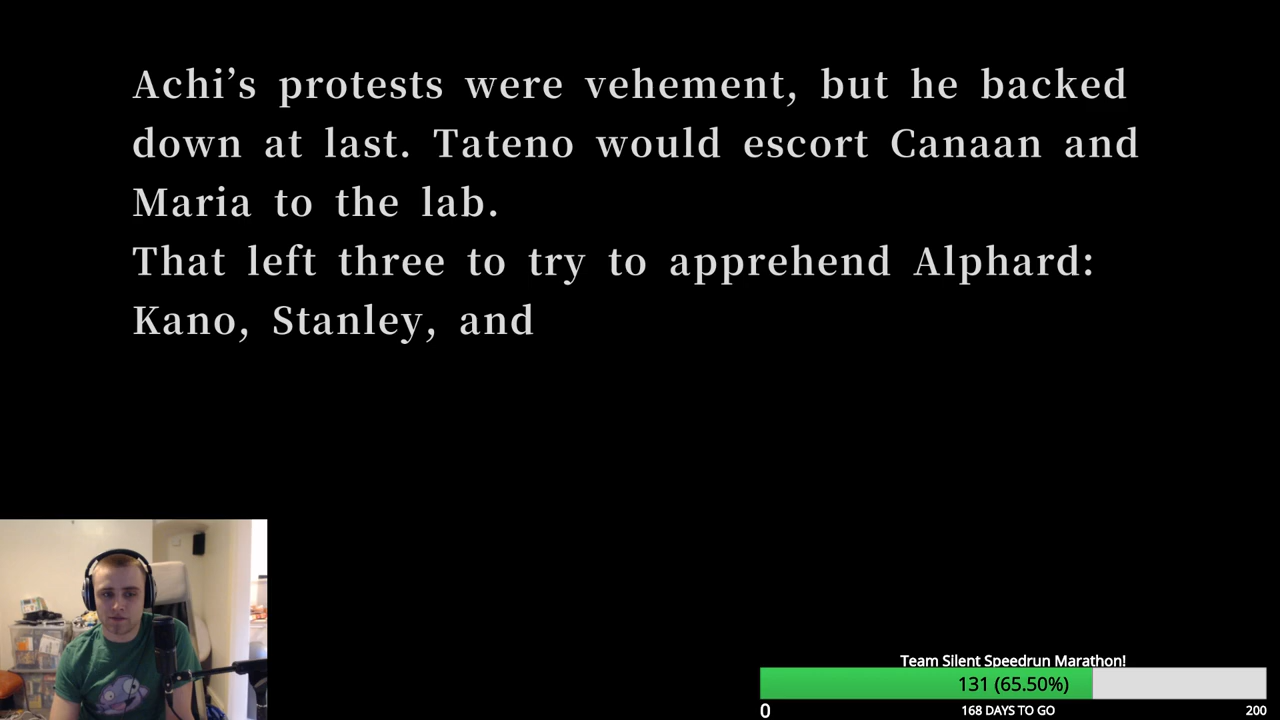 Achi’s protests were vehement, but he backed
down at last. Tateno would escort Canaan and
Maria to the lab.
That left three to try to apprehend Alphard:
Kano, Stanley, and
Team Silent Speedrun Marathon!
131 (65.50%)
0
168 DAYS TO GO
200